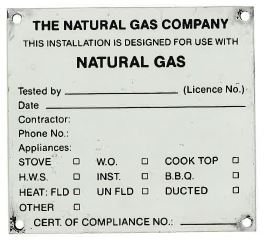 THE NATURAL GAS COMPANY
THIS INSTALLATION IS DESIGNED FOR USE WITH
NATURAL GAS
Tested by (Licence No.)
Date
Contractor:
Phone No.:
Appliances:
STOVE W.O. COOK TOP
H.W.S. INST. B.B.Q.
HEAT: FLD UN FLD DUCTED
OTHER
CERT. OF COMPLIANCE NO.: